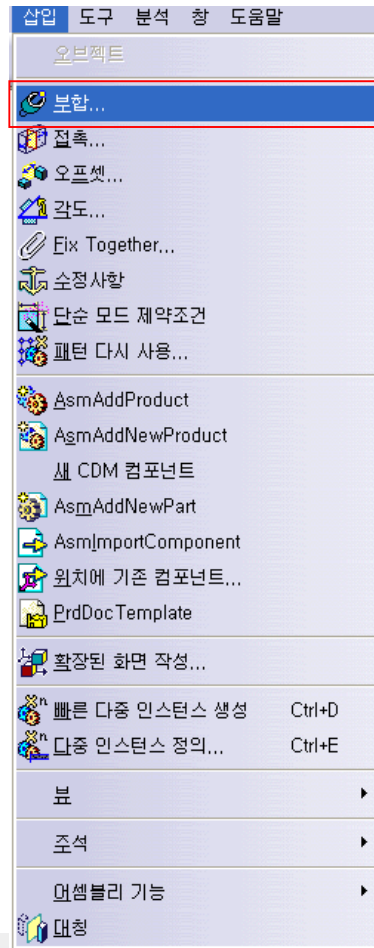 삽입 도구 분석 창 도움말
오브젝트
부합...
접촉...
오프셋...
각도...
Fix Together...
수정사항
단순 모드 제약조건
패턴 다시 사용...
AsmAddProduct
AsmAddNewProduct
새 CDM 컴포넌트
AsmAddNewPart
AsmImportComponent
위치에 기존 컴포넌트...
PrdDocTemplate
확장된 화면 작성...
빠른 다중 인스턴스 생성 Ctrl+D
다중 인스턴스 정의... Ctrl+E
뷰
주석
어셈블리 기능
대칭